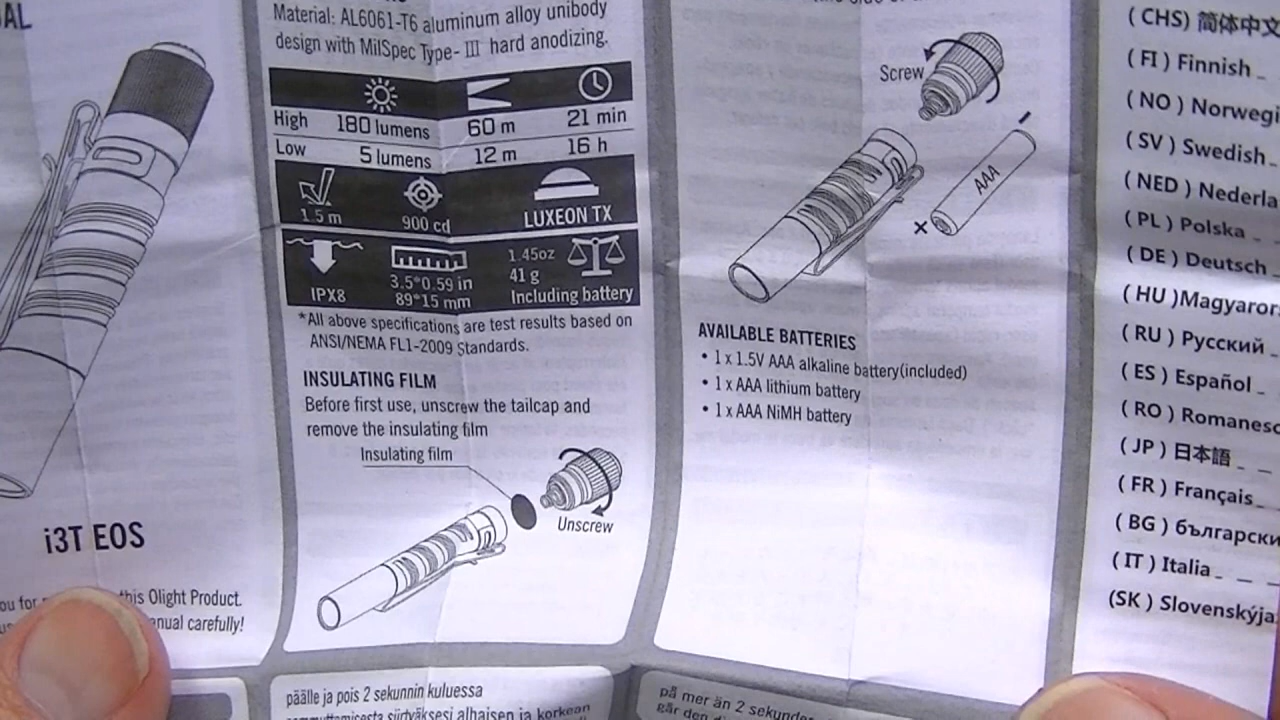 AL
i3T EOS
this Olight Product.
manual carefully!
Material: AL6061-T6 aluminum alloy unibody
design with MilSpec Type-Ⅲ hard anodizing.
High 180 lumens 60 m 21 min
Low 5 lumens 12 m 16 h
1.5 m 900 cd LUXEON TX
IPX8 3.5*0.59 in 89*15 mm 1.45oz 41 g Including battery
*All above specifications are test results based on
ANSI/NEMA FL1-2009 Standards.
INSULATING FILM
Before first use, unscrew the tailcap and
remove the insulating film
Insulating film
Unscrew
Screw
AAA
AVAILABLE BATTERIES
• 1 x 1.5V AAA alkaline battery(included)
• 1 x AAA lithium battery
• 1 x AAA NiMH battery
( CHS) 简体中文
( FI ) Finnish _
( NO ) Norwegi
( SV ) Swedish _
( NED ) Nederla
( PL ) Polska _ _
( DE ) Deutsch _
( HU )Magyaror
( RU ) Русский _
( ES ) Español _
( RO ) Romanesc
( JP ) 日本語 _ _
( FR ) Français_
( BG ) български
( IT ) Italia _ _ _
(SK ) Slovenskýja
päälle ja pois 2 sekunnin kuluessa
på mer än 2 sekunder